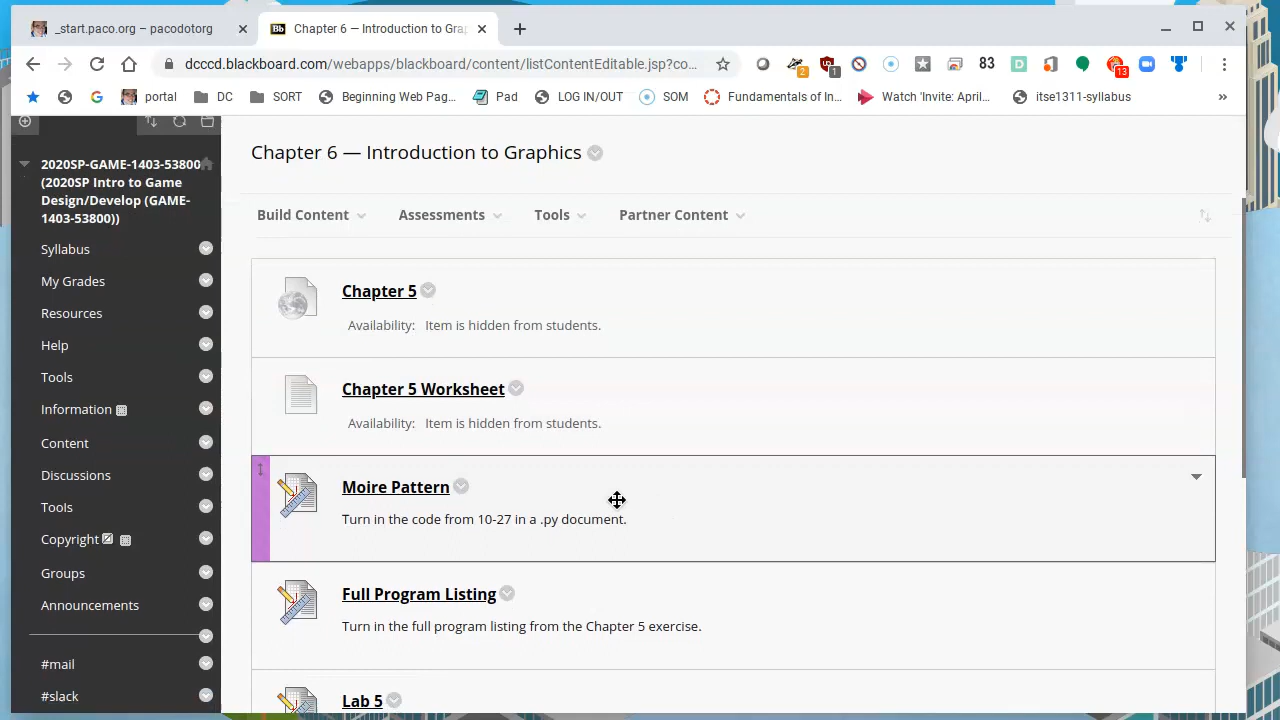 _start.paco.org – pacodotorg
Bb Chapter 6 — Introduction to Gra
dcccd.blackboard.com/webapps/blackboard/content/listContentEditable.jsp?co...
2 1 83 D 13
portal DC SORT Beginning Web Pag... Pad LOG IN/OUT SOM Fundamentals of In... Watch 'Invite: April... itse1311-syllabus »
2020SP-GAME-1403-53800
(2020SP Intro to Game
Design/Develop (GAME-
1403-53800))
Syllabus
My Grades
Resources
Help
Tools
Information
Content
Discussions
Tools
Copyright
Groups
Announcements
#mail
#slack
Chapter 6 — Introduction to Graphics
Build Content Assessments Tools Partner Content
Chapter 5
Availability: Item is hidden from students.
Chapter 5 Worksheet
Availability: Item is hidden from students.
Moire Pattern
Turn in the code from 10-27 in a .py document.
Full Program Listing
Turn in the full program listing from the Chapter 5 exercise.
Lab 5